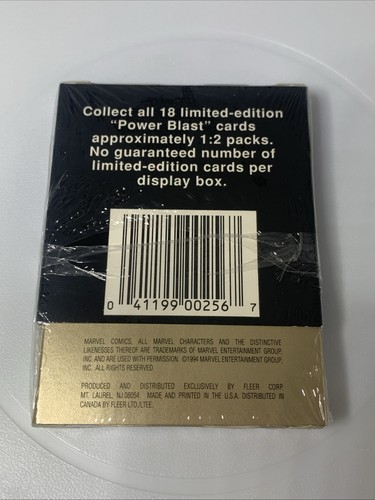 Collect all 18 limited-edition
"Power Blast" cards
approximately 1:2 packs.
No guaranteed number of
limited-edition cards per
display box.
0 41199 00256 7
MARVEL COMICS, ALL MARVEL CHARACTERS AND THE DISTINCTIVE
LIKENESSES THEREOF ARE TRADEMARKS OF MARVEL ENTERTAINMENT GROUP,
INC. AND ARE USED WITH PERMISSION. ©1994 MARVEL ENTERTAINMENT GROUP,
INC. ALL RIGHTS RESERVED.
PRODUCED AND DISTRIBUTED EXCLUSIVELY BY FLEER CORP.
MT. LAUREL, NJ 08054. MADE AND PRINTED IN THE U.S.A. DISTRIBUTED IN
CANADA BY FLEER LTD./LTÉE.